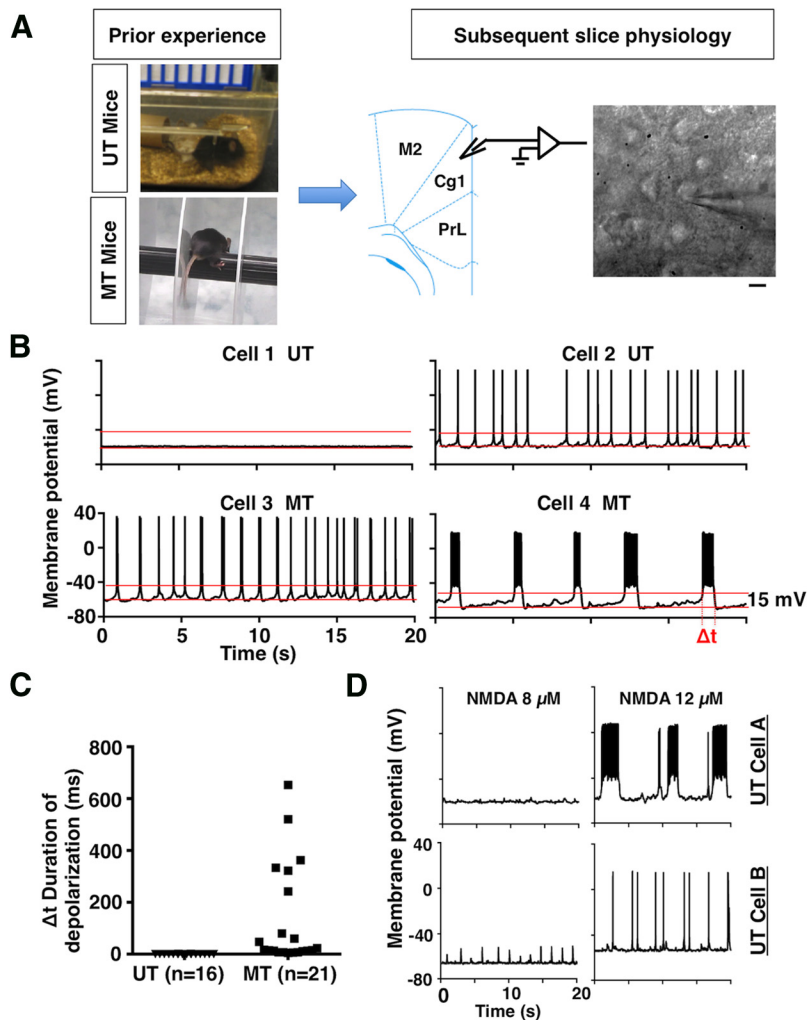 A
Prior experience
Subsequent slice physiology
UT Mice
MT Mice
M2
Cg1
PrL
B
Cell 1 UT
Cell 2 UT
Cell 3 MT
Cell 4 MT
Membrane potential (mV)
40
0
-40
-80
0 5 10 15 20
Time (s)
15 mV
Δt
C
Δt Duration of
depolarization (ms)
800
600
400
200
0
UT (n=16) MT (n=21)
D
NMDA 8 µM
NMDA 12 µM
Membrane potential (mV)
UT Cell A
UT Cell B
40
0
-40
-80
0 10 20
Time (s)